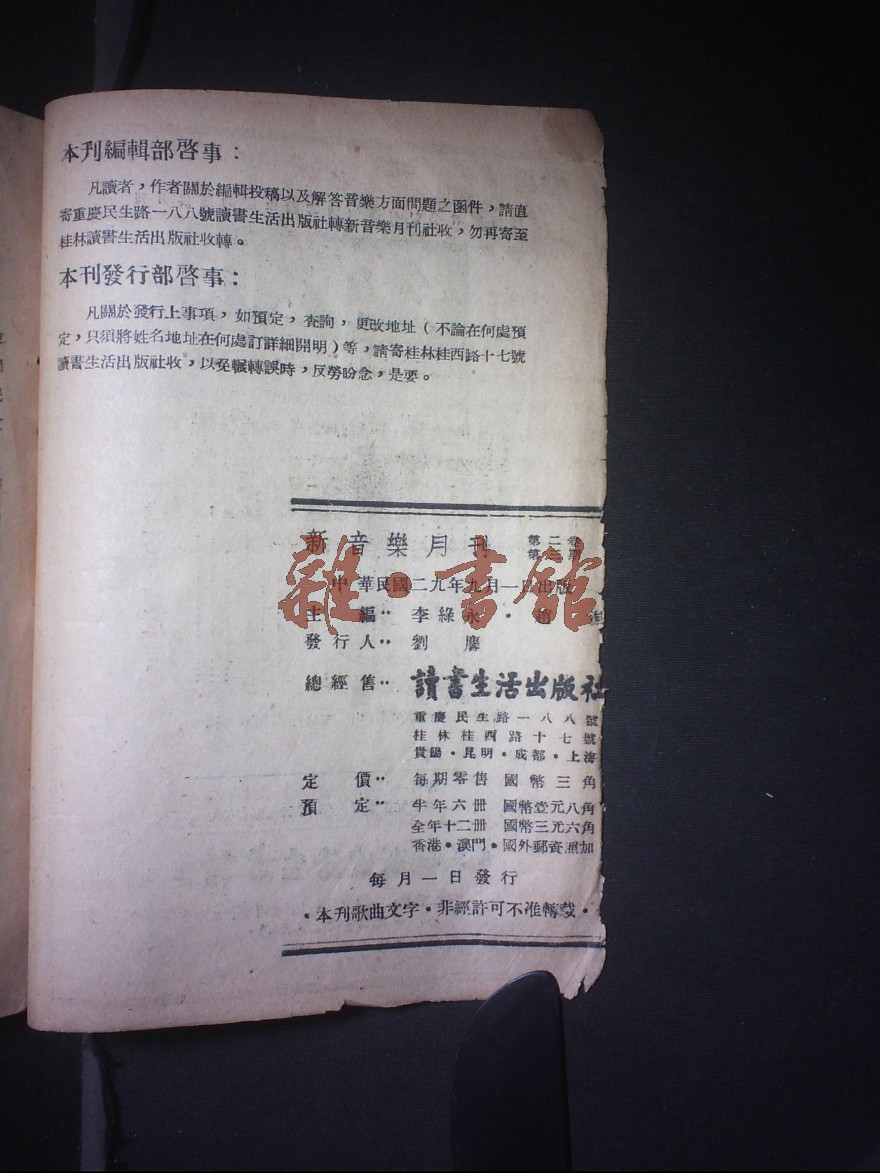 本刊編輯部啓事：
凡讀者，作者關於編輯投稿以及解答音樂方面問題之函件，請直
寄重慶民生路一八八號讀書生活出版社轉新音樂月刊社收，勿再寄至
桂林讀書生活出版社收轉。
本刊發行部啓事：
凡關於發行上事項，如預定，查詢，更改地址（不論在何處預
定，只須將姓名地址在何處訂詳細開明）等，請寄桂林桂西路十七號
讀書生活出版社收，以免輾轉誤時，反勞盼念，是要。
新音樂月刊
第二卷
第三期
中華民國二九年九月一日出版
主編：李綠永・趙
發行人：劉麐
總經售：讀書生活出版社
重慶民生路一八八號
桂林桂西路十七號
貴陽・昆明・成都・上海
定價：每期零售 國幣三角
預定：半年六册 國幣壹元八角
全年十二册 國幣三元六角
香港・澳門・國外郵資照加
每月一日發行
・本刊歌曲文字・非經許可不准轉載・
雜・書館